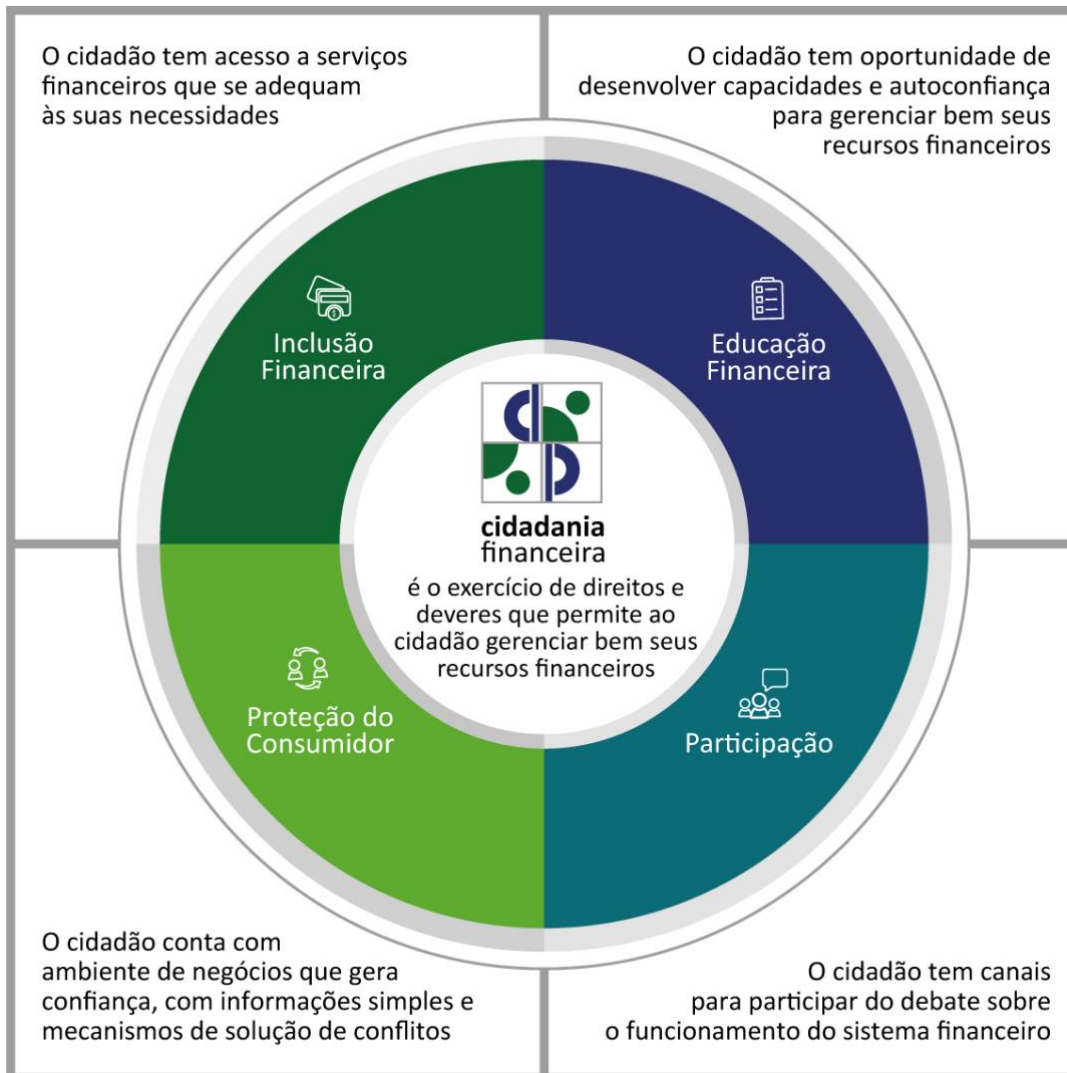 O cidadão tem acesso a serviços
financeiros que se adequam
às suas necessidades
O cidadão tem oportunidade de
desenvolver capacidades e autoconfiança
para gerenciar bem seus
recursos financeiros
Inclusão
Financeira
Educação
Financeira
cidadania
financeira
é o exercício de direitos e
deveres que permite ao
cidadão gerenciar bem seus
recursos financeiros
Proteção do
Consumidor
Participação
O cidadão conta com
ambiente de negócios que gera
confiança, com informações simples e
mecanismos de solução de conflitos
O cidadão tem canais
para participar do debate sobre
o funcionamento do sistema financeiro